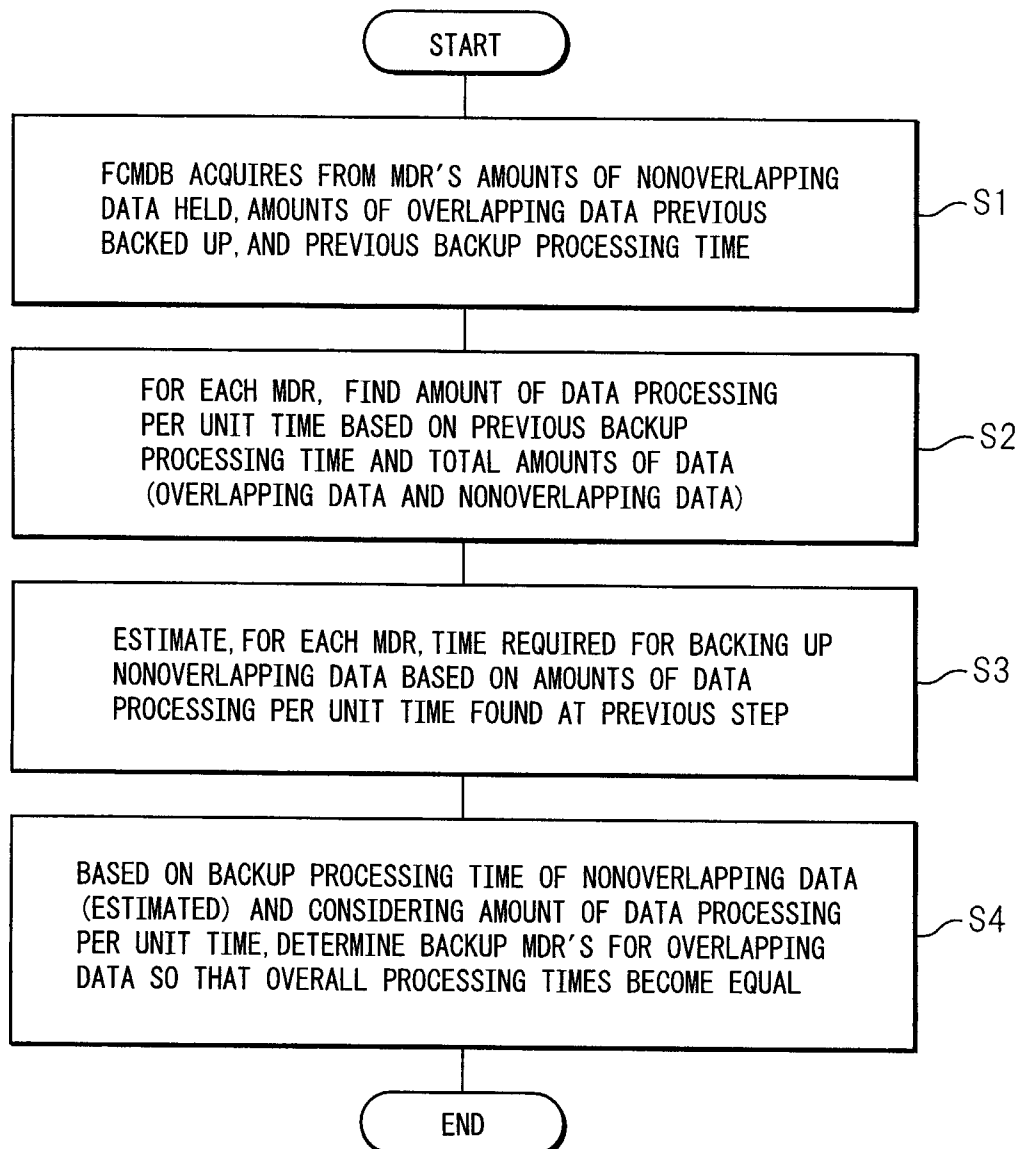 START
FCMDB ACQUIRES FROM MDR'S AMOUNTS OF NONOVERLAPPING
DATA HELD, AMOUNTS OF OVERLAPPING DATA PREVIOUS
BACKED UP, AND PREVIOUS BACKUP PROCESSING TIME
S1
FOR EACH MDR, FIND AMOUNT OF DATA PROCESSING
PER UNIT TIME BASED ON PREVIOUS BACKUP
PROCESSING TIME AND TOTAL AMOUNTS OF DATA
(OVERLAPPING DATA AND NONOVERLAPPING DATA)
S2
ESTIMATE, FOR EACH MDR, TIME REQUIRED FOR BACKING UP
NONOVERLAPPING DATA BASED ON AMOUNTS OF DATA
PROCESSING PER UNIT TIME FOUND AT PREVIOUS STEP
S3
BASED ON BACKUP PROCESSING TIME OF NONOVERLAPPING DATA
(ESTIMATED) AND CONSIDERING AMOUNT OF DATA PROCESSING
PER UNIT TIME, DETERMINE BACKUP MDR'S FOR OVERLAPPING
DATA SO THAT OVERALL PROCESSING TIMES BECOME EQUAL
S4
END